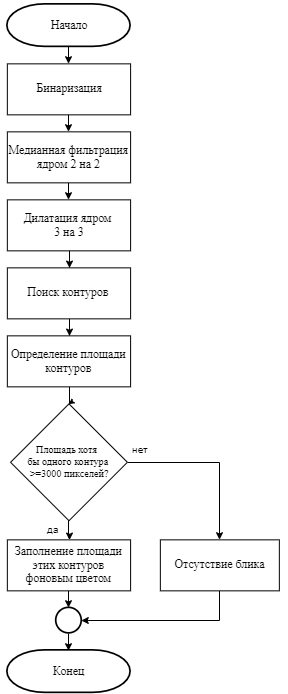 Начало
Бинаризация
Медианная фильтрация
ядром 2 на 2
Дилатация ядром
3 на 3
Поиск контуров
Определение площади
контуров
Площадь хотя
бы одного контура
>=3000 пикселей?
нет
да
Заполнение площади
этих контуров
фоновым цветом
Отсутствие блика
Конец